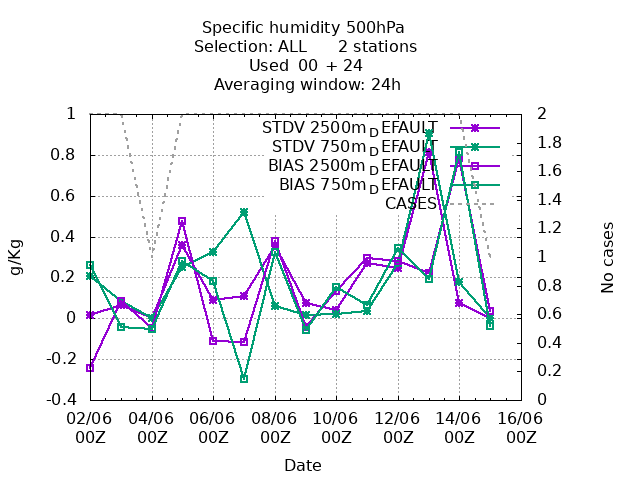 Specific humidity 500hPa
Selection: ALL 2 stations
Used 00 + 24
Averaging window: 24h
1
0.8
0.6
0.4
0.2
0
-0.2
-0.4
g/Kg
STDV 2500m_DEFAULT
STDV 750m_DEFAULT
BIAS 2500m_DEFAULT
BIAS 750m_DEFAULT
CASES
2
1.8
1.6
1.4
1.2
1
0.8
0.6
0.4
0.2
0
No cases
02/06 04/06 06/06 08/06 10/06 12/06 14/06 16/06
00Z 00Z 00Z 00Z 00Z 00Z 00Z 00Z
Date